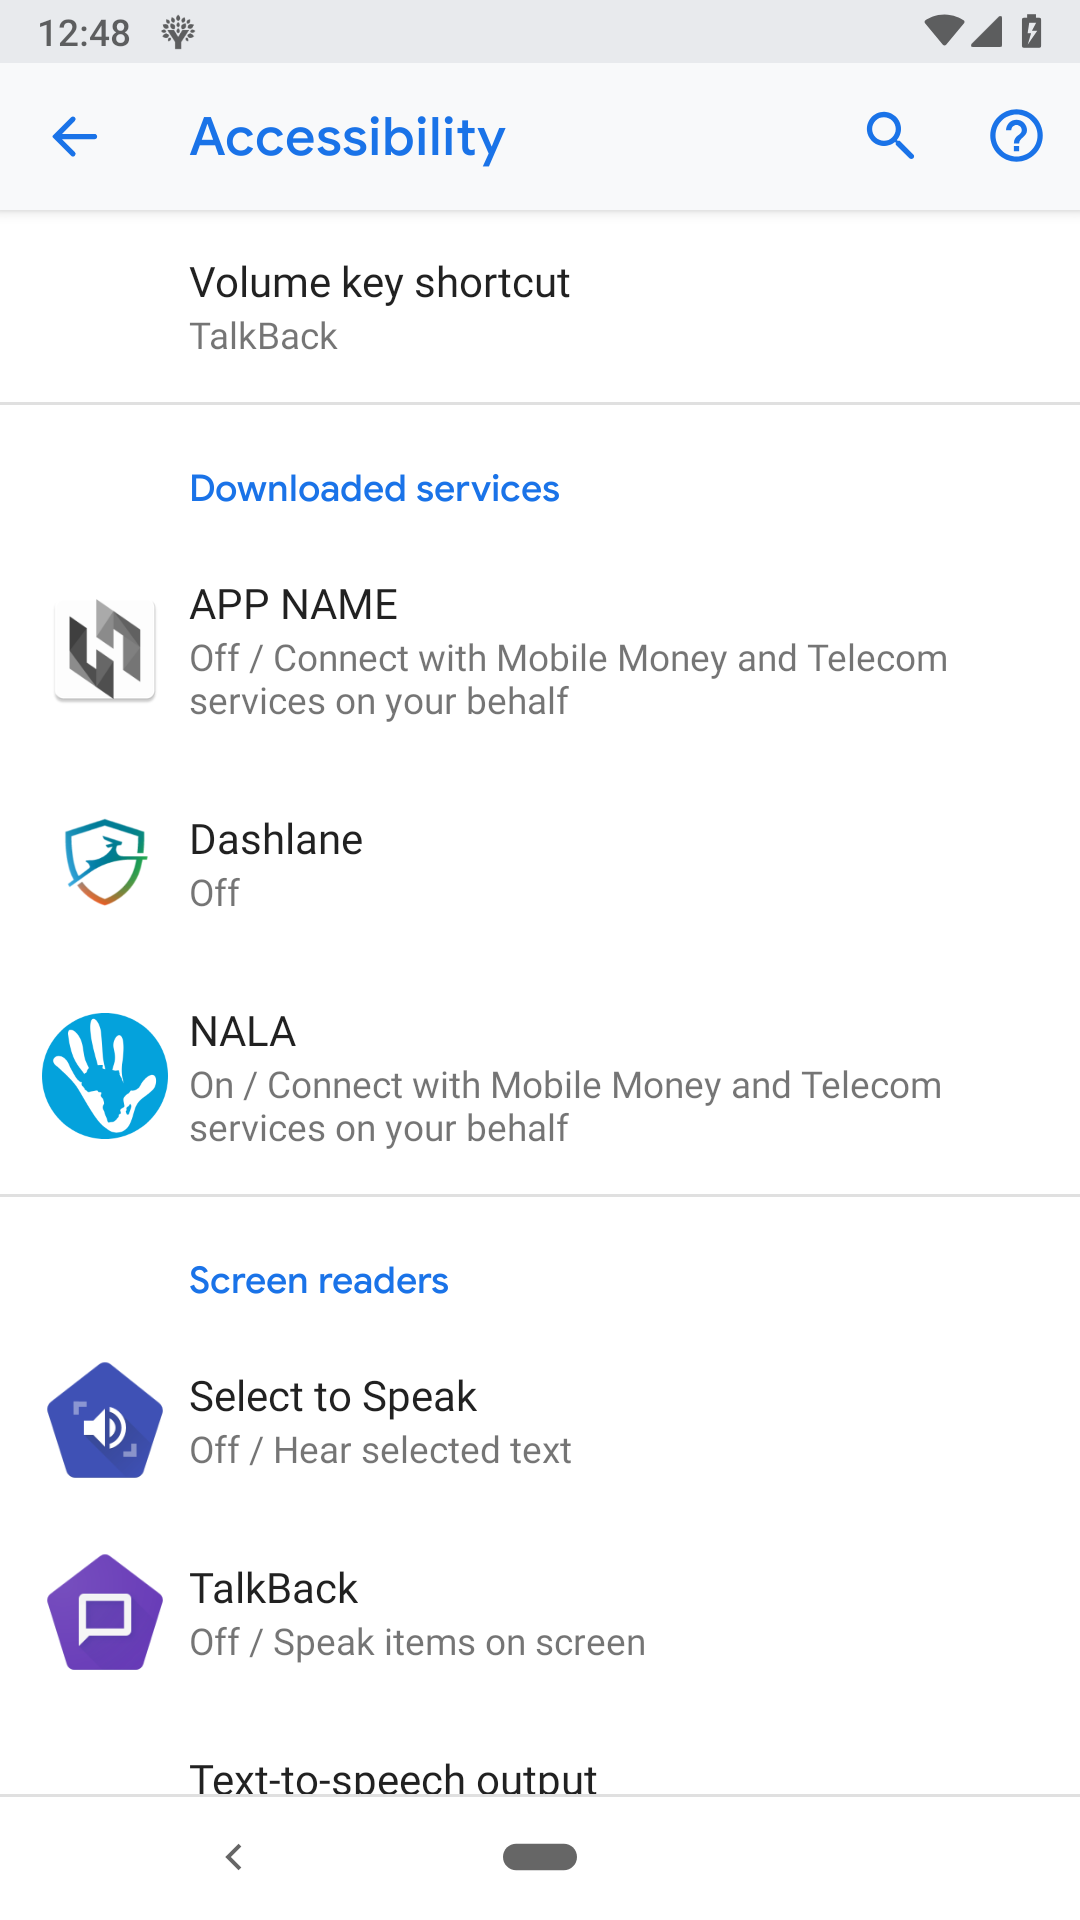 12:48
Accessibility
Volume key shortcut
TalkBack
Downloaded services
APP NAME
Off / Connect with Mobile Money and Telecom
services on your behalf
Dashlane
Off
NALA
On / Connect with Mobile Money and Telecom
services on your behalf
Screen readers
Select to Speak
Off / Hear selected text
TalkBack
Off / Speak items on screen
Text-to-speech output